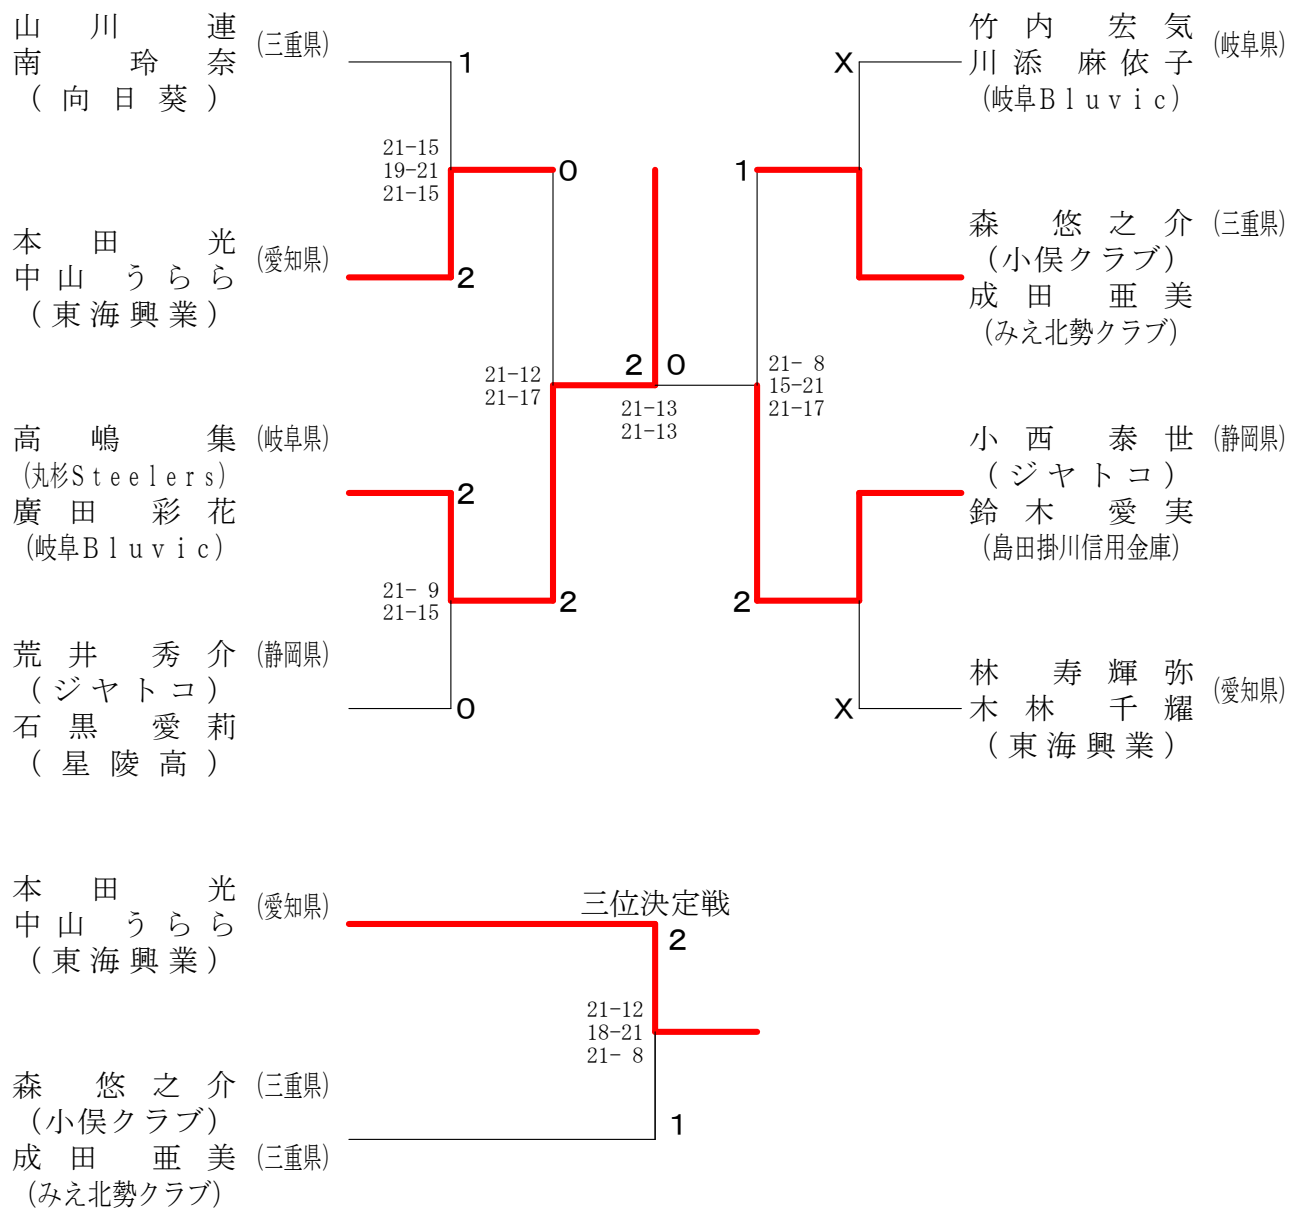 山川 連 (三重県)
南 玲奈
(向日葵)
1
21-15
19-21
21-15
0
本田 光 (愛知県)
中山 うらら
(東海興業)
2
21-12
21-17
高嶋 集 (岐阜県)
(丸杉Steelers)
廣田 彩花
(岐阜Bluvic)
2
21- 9
21-15
2
荒井 秀介 (静岡県)
(ジヤトコ)
石黒 愛莉
(星陵高)
0
2 0
21-13
21-13
竹内 宏気 (岐阜県)
川添 麻依子
(岐阜Bluvic)
X
1
森 悠之介 (三重県)
(小俣クラブ)
成田 亜美
(みえ北勢クラブ)
21- 8
15-21
21-17
小西 泰世 (静岡県)
(ジヤトコ)
鈴木 愛実
(島田掛川信用金庫)
2
林 寿輝弥 (愛知県)
木林 千耀
(東海興業)
X
本田 光 (愛知県)
中山 うらら
(東海興業)
三位決定戦
2
21-12
18-21
21- 8
森 悠之介 (三重県)
(小俣クラブ)
成田 亜美 (三重県)
(みえ北勢クラブ)
1